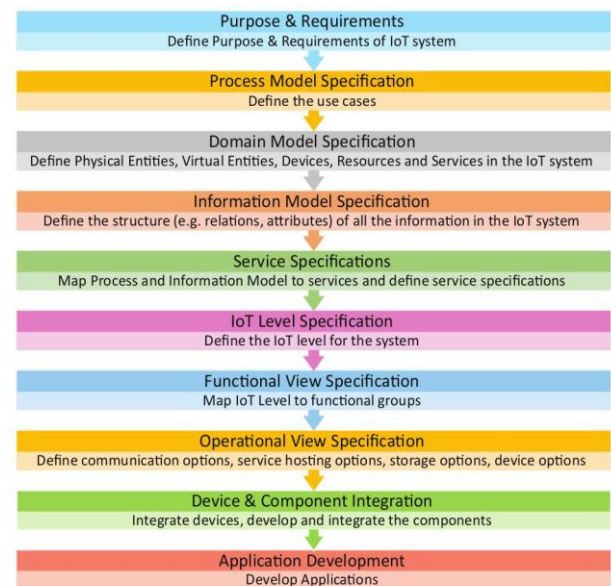 Purpose & Requirements
Define Purpose & Requirements of IoT system
Process Model Specification
Define the use cases
Domain Model Specification
Define Physical Entities, Virtual Entities, Devices, Resources and Services in the IoT system
Information Model Specification
Define the structure (e.g. relations, attributes) of all the information in the IoT system
Service Specifications
Map Process and Information Model to services and define service specifications
IoT Level Specification
Define the IoT level for the system
Functional View Specification
Map IoT Level to functional groups
Operational View Specification
Define communication options, service hosting options, storage options, device options
Device & Component Integration
Integrate devices, develop and integrate the components
Application Development
Develop Applications